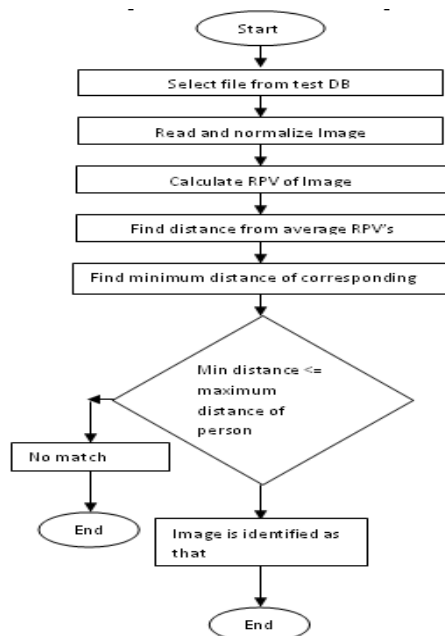 Start
Select file from test DB
Read and normalize Image
Calculate RPV of Image
Find distance from average RPV's
Find minimum distance of corresponding
Min distance <=
maximum
distance of
person
No match
End
Image is identified as
that
End